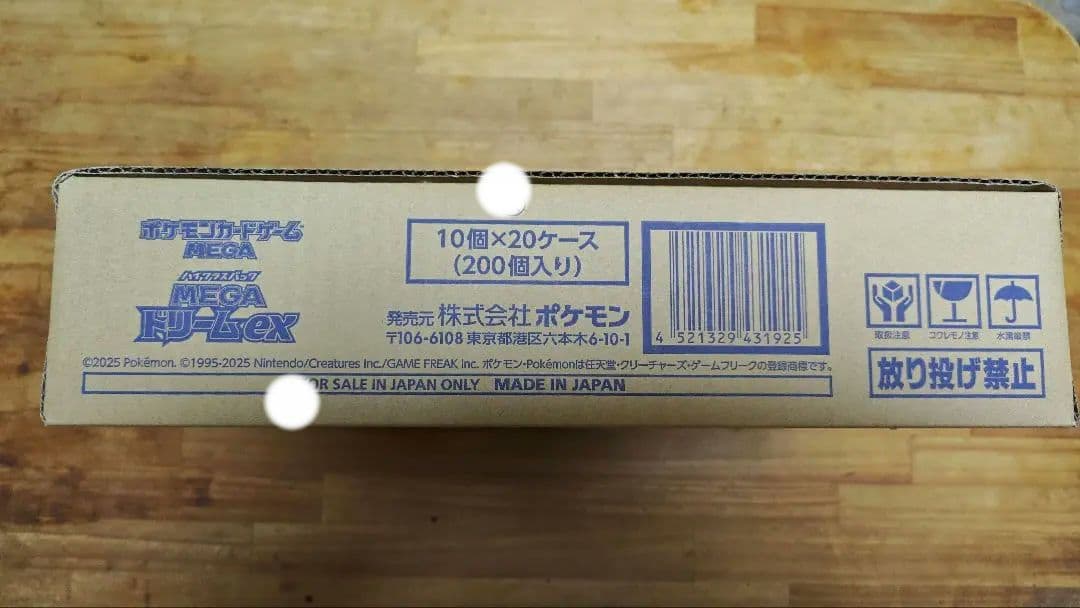 ポケモンカードゲーム
MEGA
ハイクラスパック
MEGA
ドリームex
10個×20ケース
(200個入り)
発売元 株式会社 ポケモン
〒106-6108 東京都港区六本木6-10-1
4 521329 431925
取扱注意
コワレモノ注意
水濡厳禁
放り投げ禁止
©2025 Pokémon. ©1995-2025 Nintendo/Creatures Inc./GAME FREAK inc. ポケモン・Pokémonは任天堂・クリーチャーズ・ゲームフリークの登録商標です。
OR SALE IN JAPAN ONLY MADE IN JAPAN